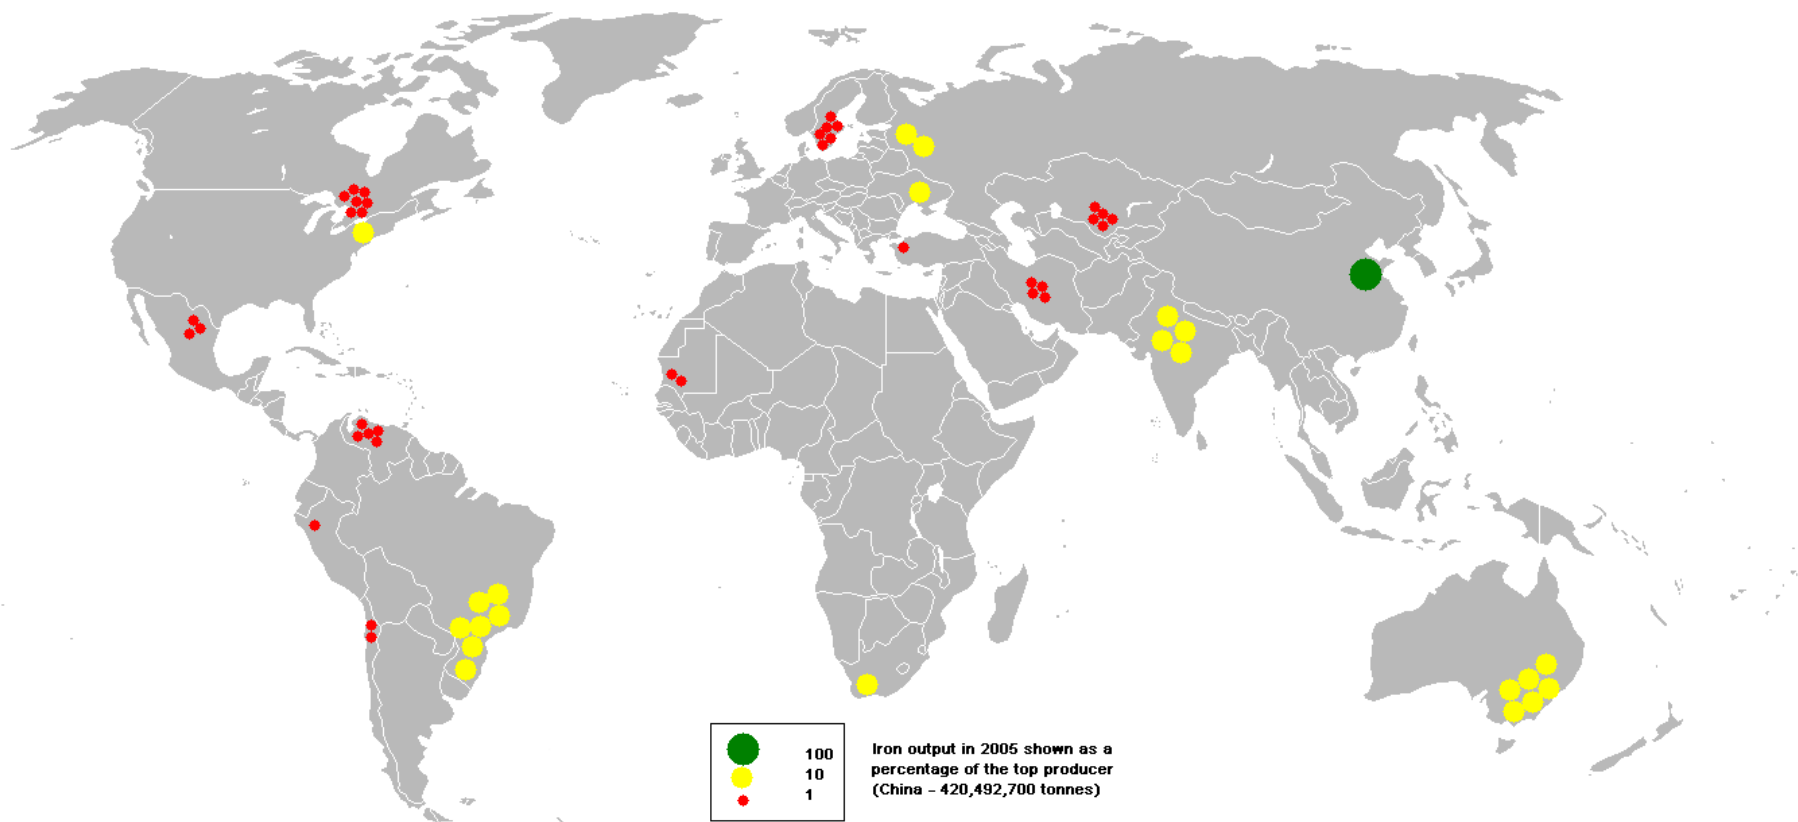 100
10
1
Iron output in 2005 shown as a
percentage of the top producer
(China - 420,492,700 tonnes)